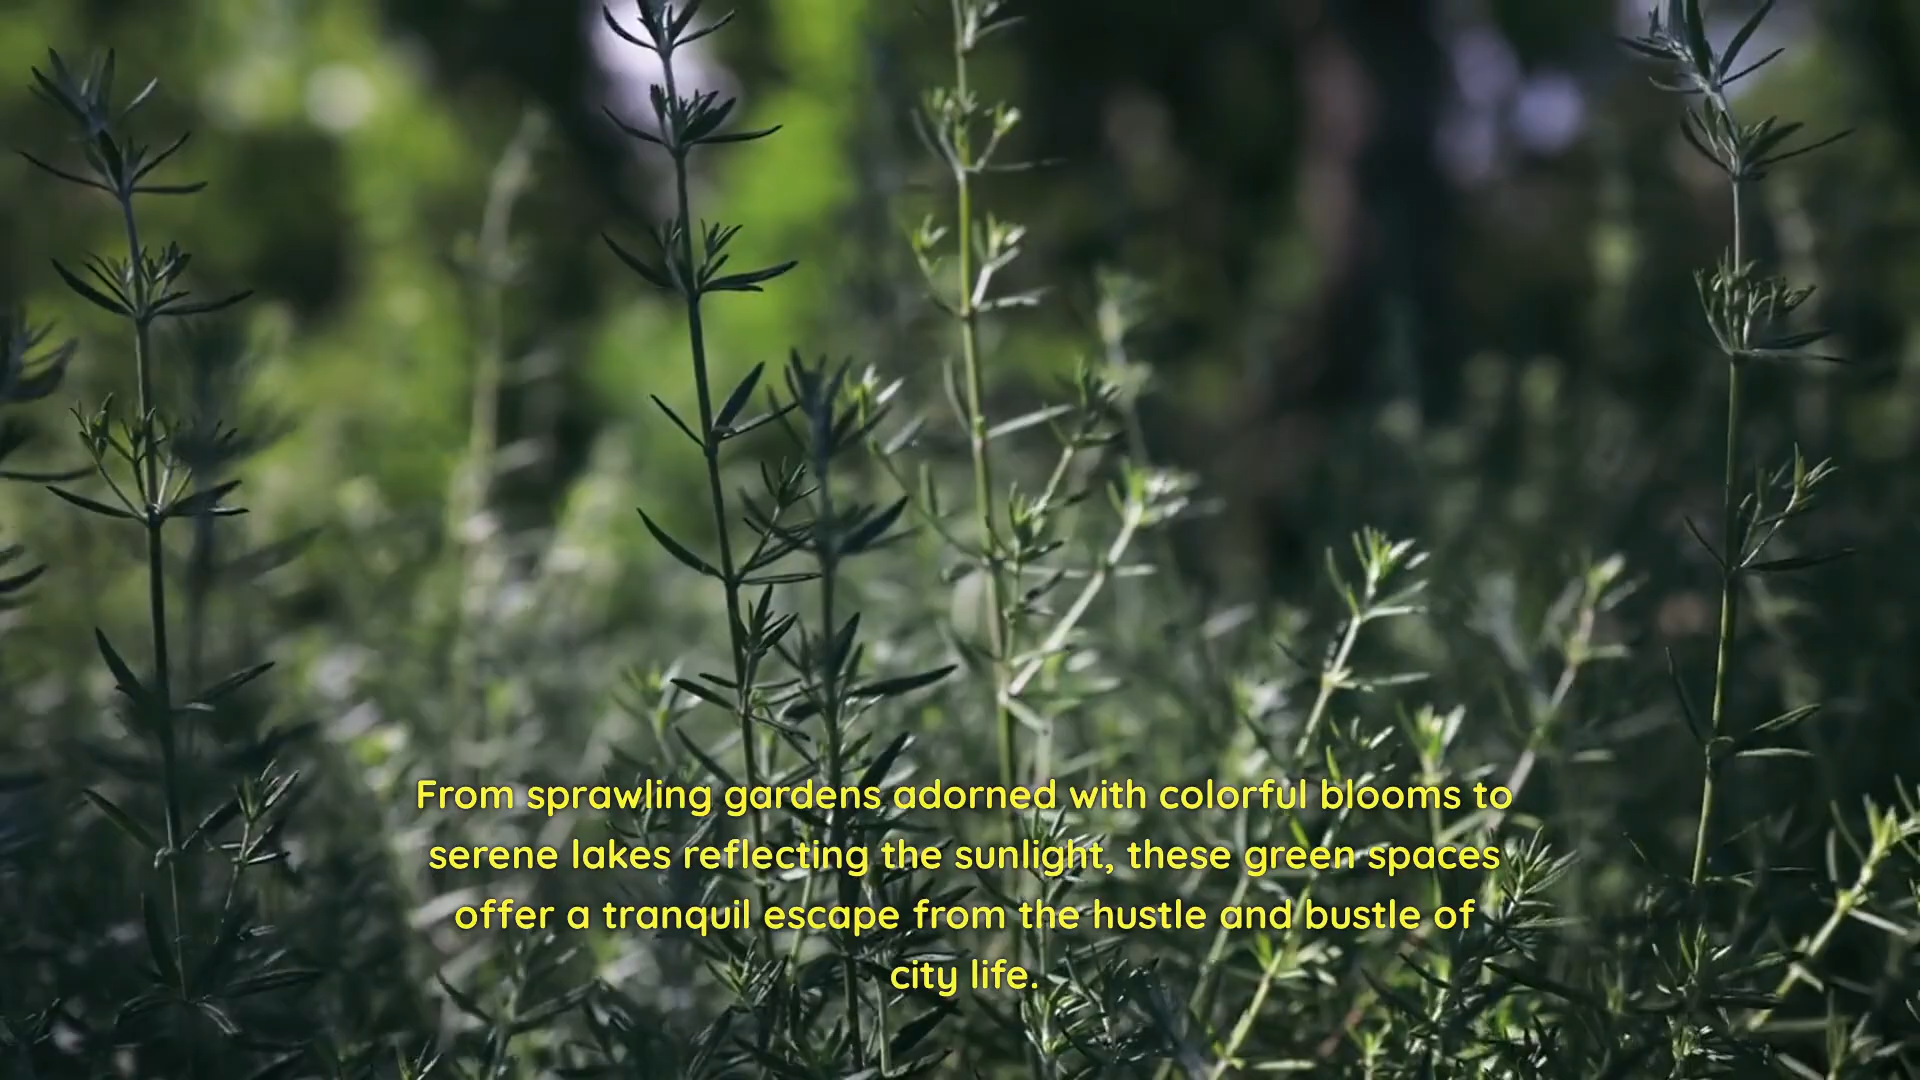 From sprawling gardens adorned with colorful blooms to
serene lakes reflecting the sunlight, these green spaces
offer a tranquil escape from the hustle and bustle of
city life.